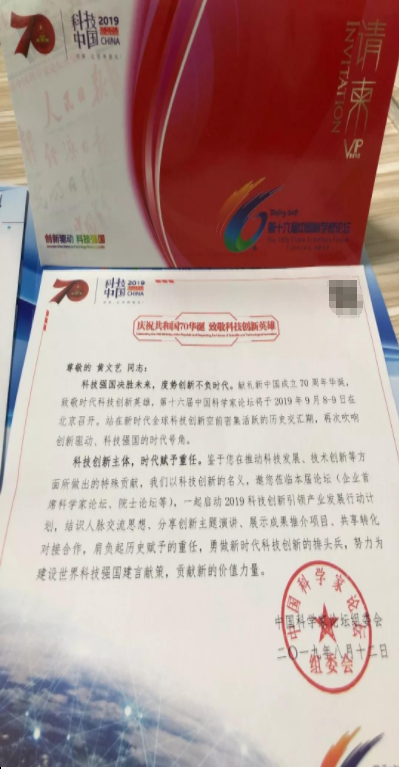 70
科技
中国
2019
CHINA
请柬
INVITATION
VIP
创新驱动 科技强国
第十六届中国科学家论坛
70
科技
中国
2019
CHINA
庆祝共和国70华诞 致敬科技创新英雄
尊敬的 黄文艺 同志：
科技强国决胜未来，度势创新不负时代。献礼新中国成立 70 周年华诞，
致敬时代科技创新英雄，第十六届中国科学家论坛将于 2019 年 9 月 8-9 日在
北京召开。站在新时代全球科技创新空前密集活跃的历史交汇期，再次吹响
创新驱动、科技强国的时代号角。
科技创新主体，时代赋予重任。鉴于您在推动科技发展、技术创新等方
面所做出的特殊贡献，我们以科技创新的名义，邀您莅临本届论坛（企业首
席科学家论坛、院士论坛等），一起启动 2019 科技创新引领产业发展行动计
划，结识人脉交流思想、分享创新主题演讲、展示成果推介项目、共享转化
对接合作，肩负起历史赋予的重任，勇做新时代科技创新的排头兵，努力为
建设世界科技强国建言献策，贡献新的价值力量。
中国科学家论坛组委会
二〇一九年八月十二日
中国科学家论坛
组委会